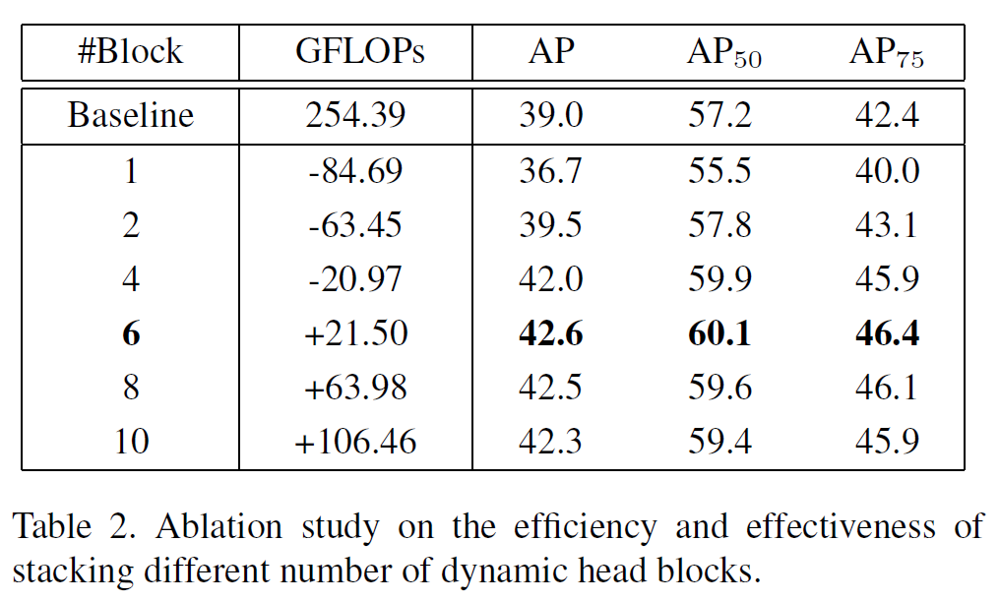 #Block GFLOPs AP AP50 AP75
Baseline 254.39 39.0 57.2 42.4
1 -84.69 36.7 55.5 40.0
2 -63.45 39.5 57.8 43.1
4 -20.97 42.0 59.9 45.9
6 +21.50 42.6 60.1 46.4
8 +63.98 42.5 59.6 46.1
10 +106.46 42.3 59.4 45.9
Table 2. Ablation study on the efficiency and effectiveness of
stacking different number of dynamic head blocks.